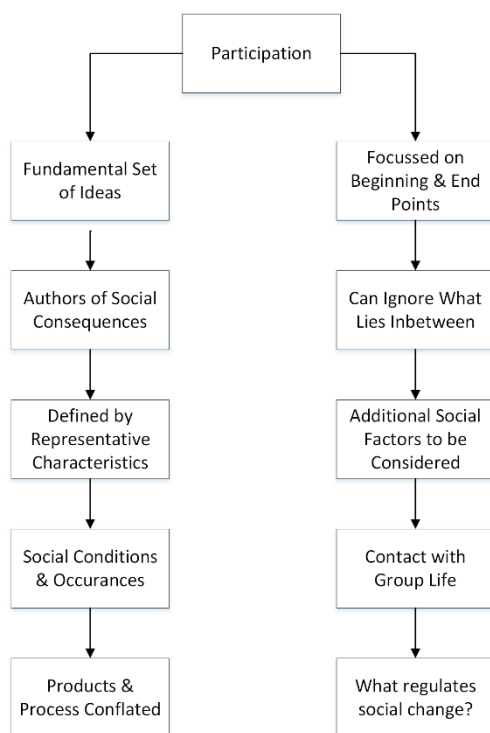 Participation
Fundamental Set
of Ideas
Focussed on
Beginning & End
Points
Authors of Social
Consequences
Can Ignore What
Lies Inbetween
Defined by
Representative
Characteristics
Additional Social
Factors to be
Considered
Social Conditions
& Occurances
Contact with
Group Life
Products &
Process Conflated
What regulates
social change?